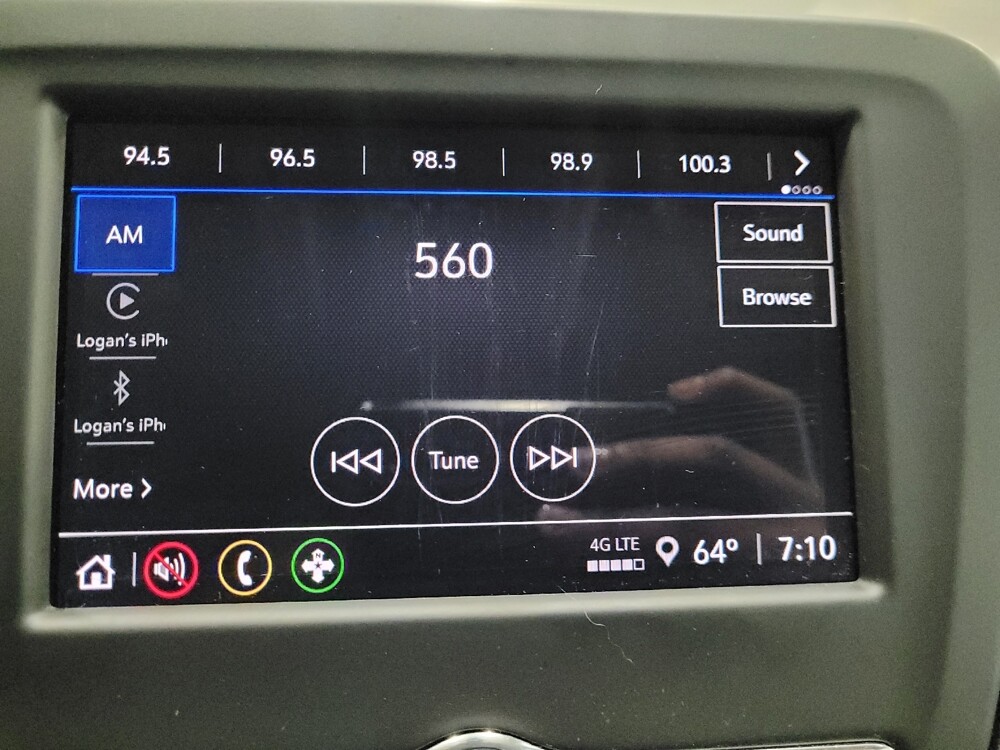 94.5 96.5 98.5 98.9 100.3
AM
560
Sound
Browse
Logan's iPh
Logan's iPh
Tune
More
4G LTE 64° 7:10